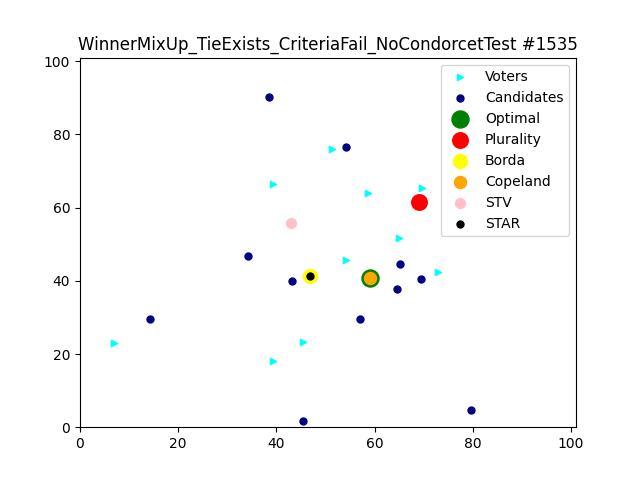 WinnerMixUp_TieExists_CriteriaFail_NoCondorcetTest #1535
100
80
60
40
20
0
0 20 40 60 80 100
Voters
Candidates
Optimal
Plurality
Borda
Copeland
STV
STAR